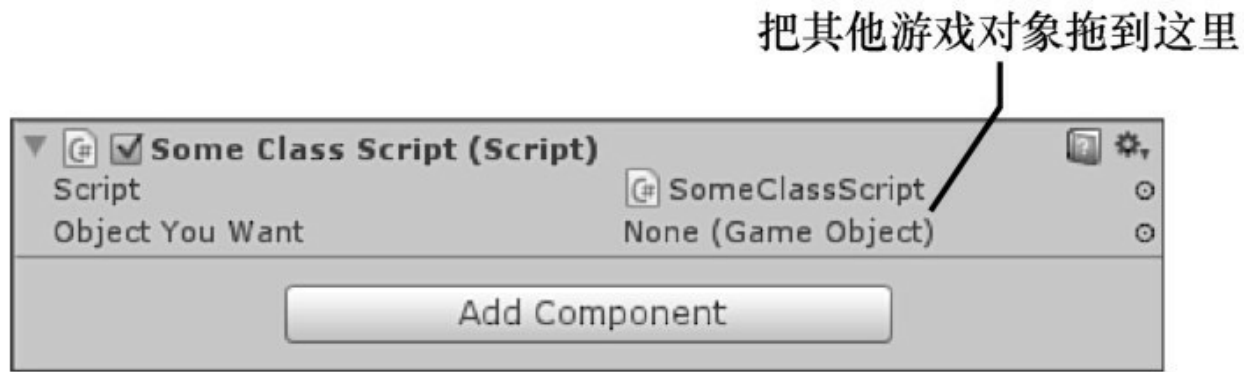 把其他游戏对象拖到这里
Some Class Script (Script)
Script SomeClassScript
Object You Want None (Game Object)
Add Component